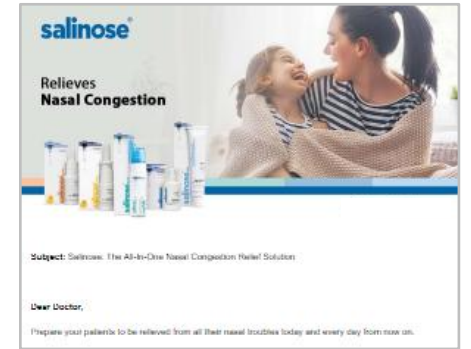 salinose®
Relieves
Nasal Congestion
Subject: Salinose: The All-In-One Nasal Congestion Relief Solution
Dear Doctor,
Prepare your patients to be relieved from all their nasal troubles today and every day from now on.